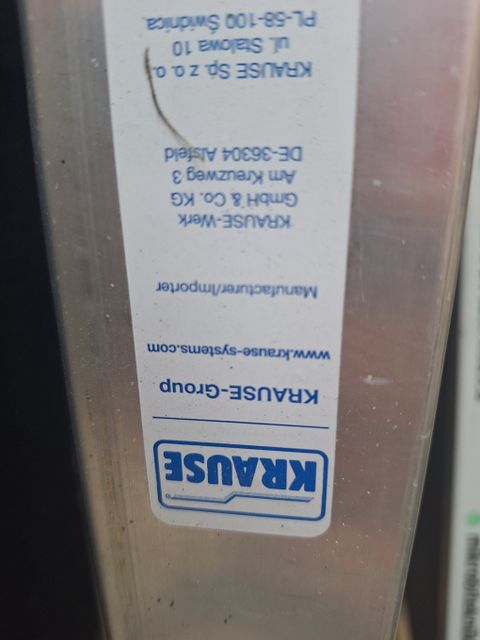 KRAUSE
KRAUSE-Group
www.krause-systems.com
Manufacturer/Importer
KRAUSE-Werk
GmbH & Co. KG
Am Kreuzweg 3
DE-36304 Alsfeld
KRAUSE Sp. z o. o.
ul. Stalowa 10
PL-58-100 Świdnica